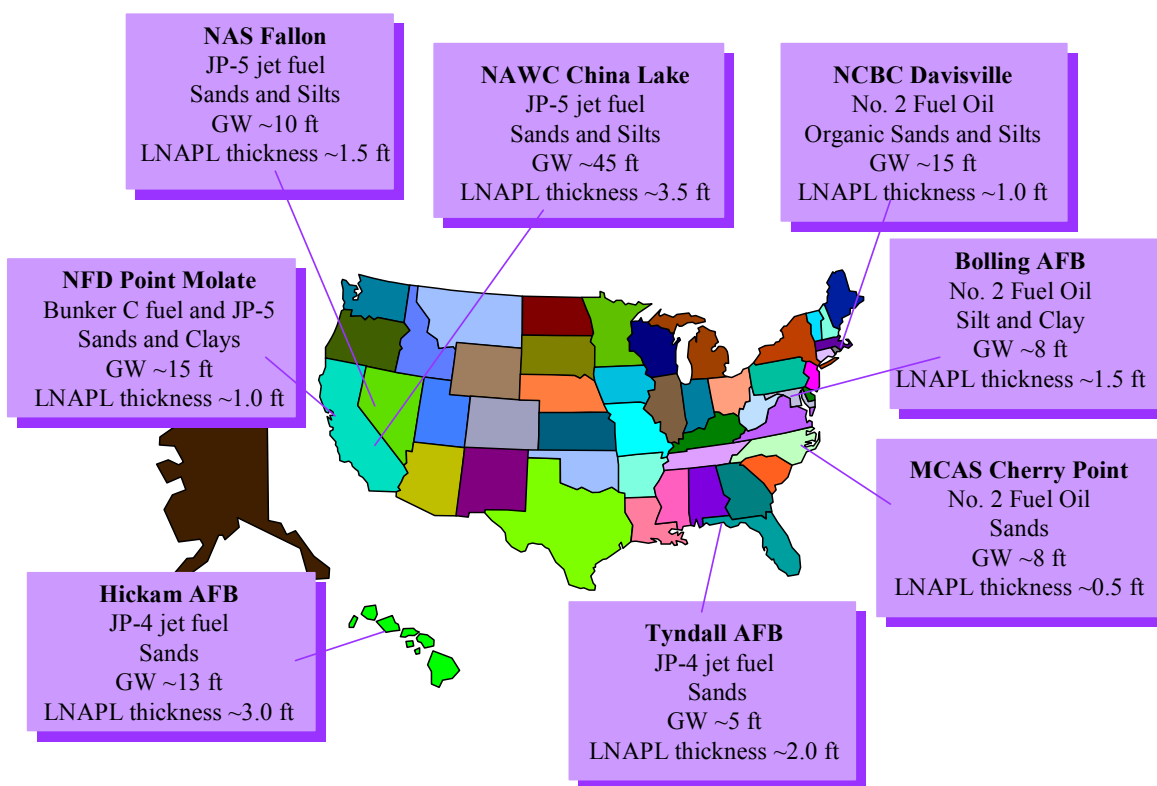 NAS Fallon
JP-5 jet fuel
Sands and Silts
GW ~10 ft
LNAPL thickness ~1.5 ft
NAWC China Lake
JP-5 jet fuel
Sands and Silts
GW ~45 ft
LNAPL thickness ~3.5 ft
NCBC Davisville
No. 2 Fuel Oil
Organic Sands and Silts
GW ~15 ft
LNAPL thickness ~1.0 ft
NFD Point Molate
Bunker C fuel and JP-5
Sands and Clays
GW ~15 ft
LNAPL thickness ~1.0 ft
Bolling AFB
No. 2 Fuel Oil
Silt and Clay
GW ~8 ft
LNAPL thickness ~1.5 ft
MCAS Cherry Point
No. 2 Fuel Oil
Sands
GW ~8 ft
LNAPL thickness ~0.5 ft
Hickam AFB
JP-4 jet fuel
Sands
GW ~13 ft
LNAPL thickness ~3.0 ft
Tyndall AFB
JP-4 jet fuel
Sands
GW ~5 ft
LNAPL thickness ~2.0 ft